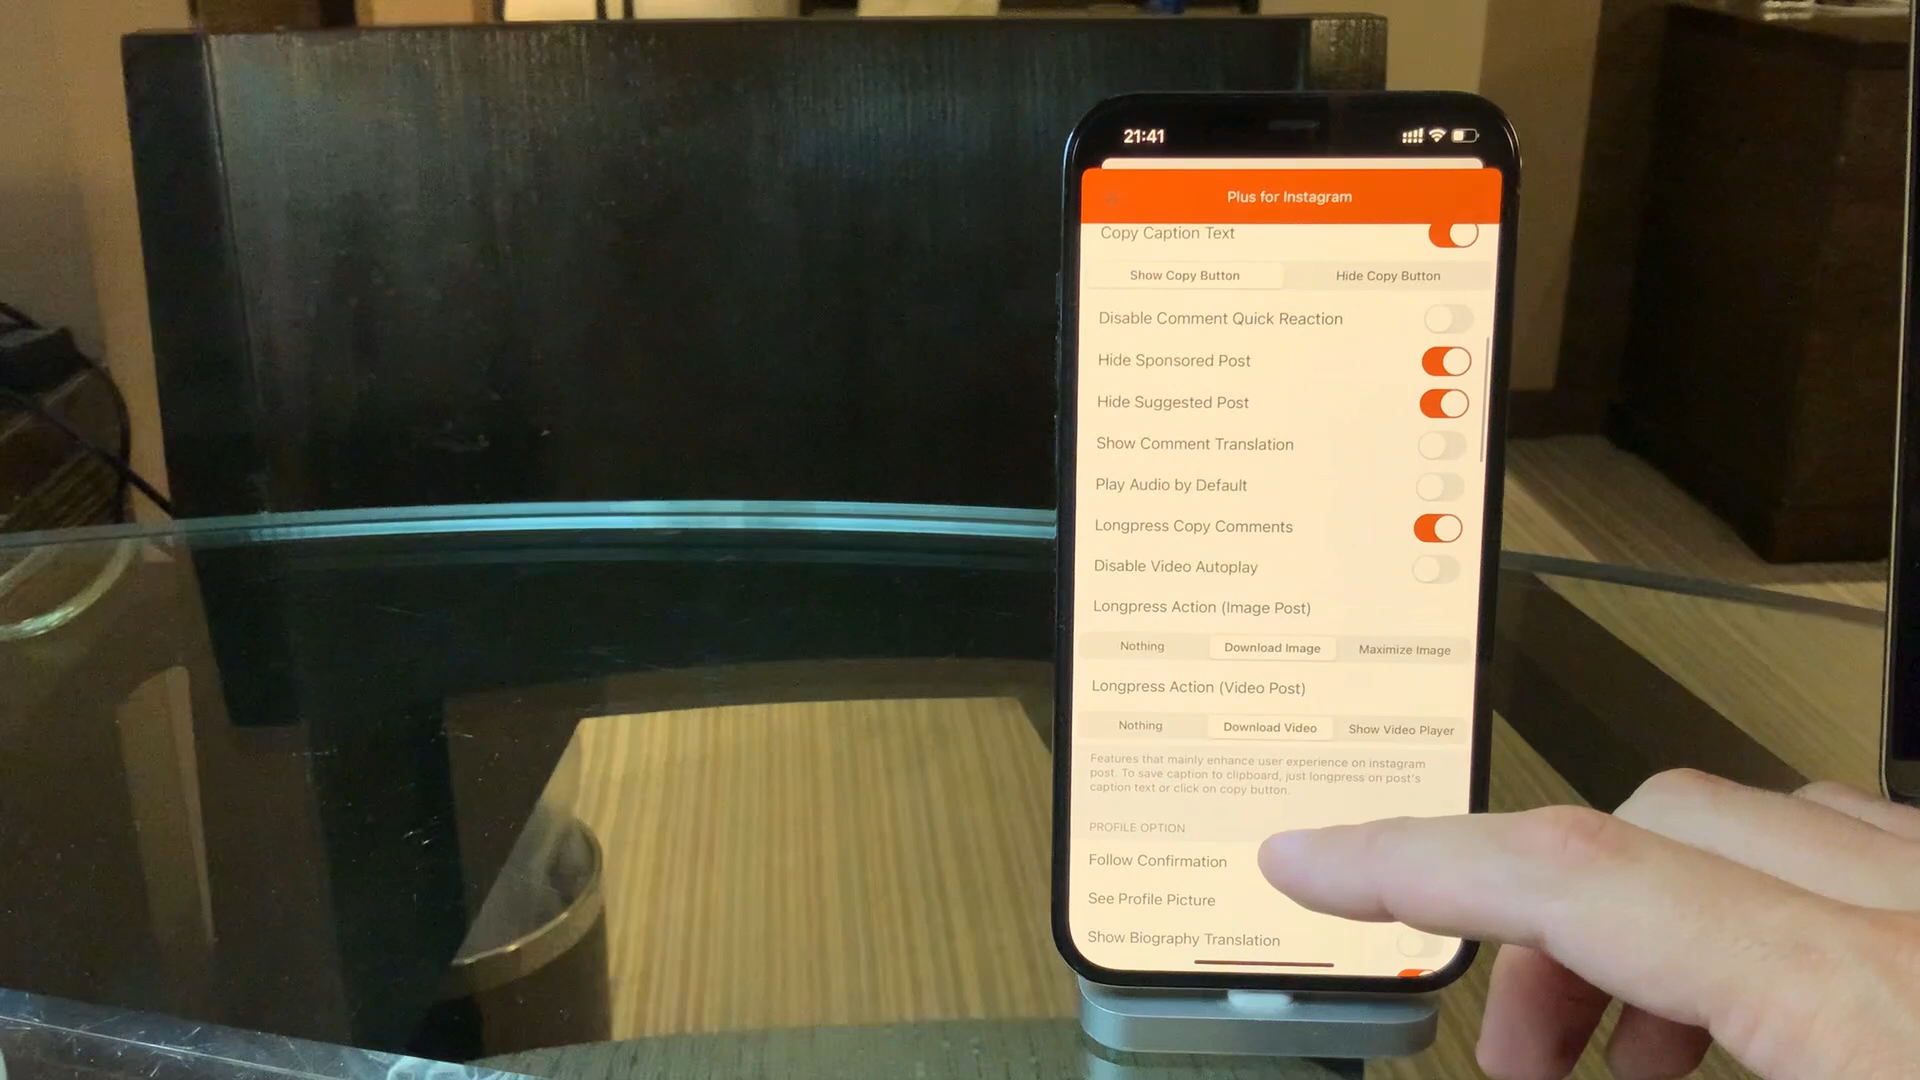 21:41
Plus for Instagram
Copy Caption Text
Show Copy Button Hide Copy Button
Disable Comment Quick Reaction
Hide Sponsored Post
Hide Suggested Post
Show Comment Translation
Play Audio by Default
Longpress Copy Comments
Disable Video Autoplay
Longpress Action (Image Post)
Nothing Download Image Maximize Image
Longpress Action (Video Post)
Nothing Download Video Show Video Player
Features that mainly enhance user experience on instagram
post. To save caption to clipboard, just longpress on post's
caption text or click on copy button.
PROFILE OPTION
Follow Confirmation
See Profile Picture
Show Biography Translation